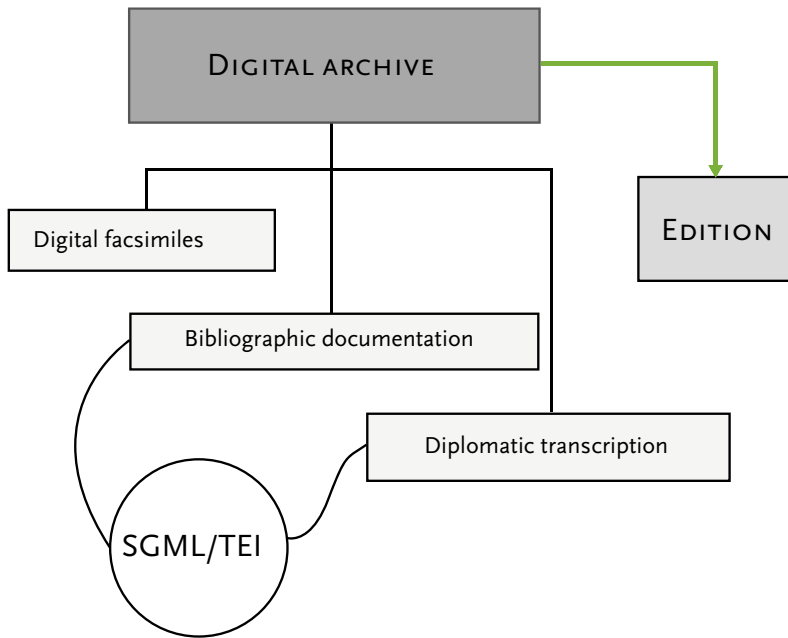 Digital archive
Edition
Digital facsimiles
Bibliographic documentation
Diplomatic transcription
SGML/TEI